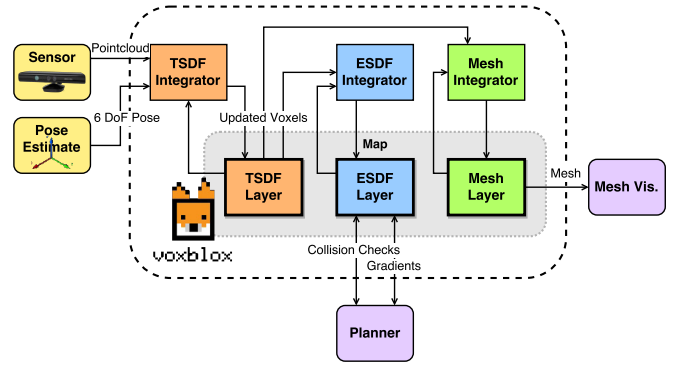 Sensor
Pointcloud
TSDF
Integrator
ESDF
Integrator
Mesh
Integrator
6 DoF Pose
Updated Voxels
Pose
Estimate
Map
TSDF
Layer
ESDF
Layer
Mesh
Layer
Mesh
Mesh Vis.
voxblox
Collision Checks
Gradients
Planner